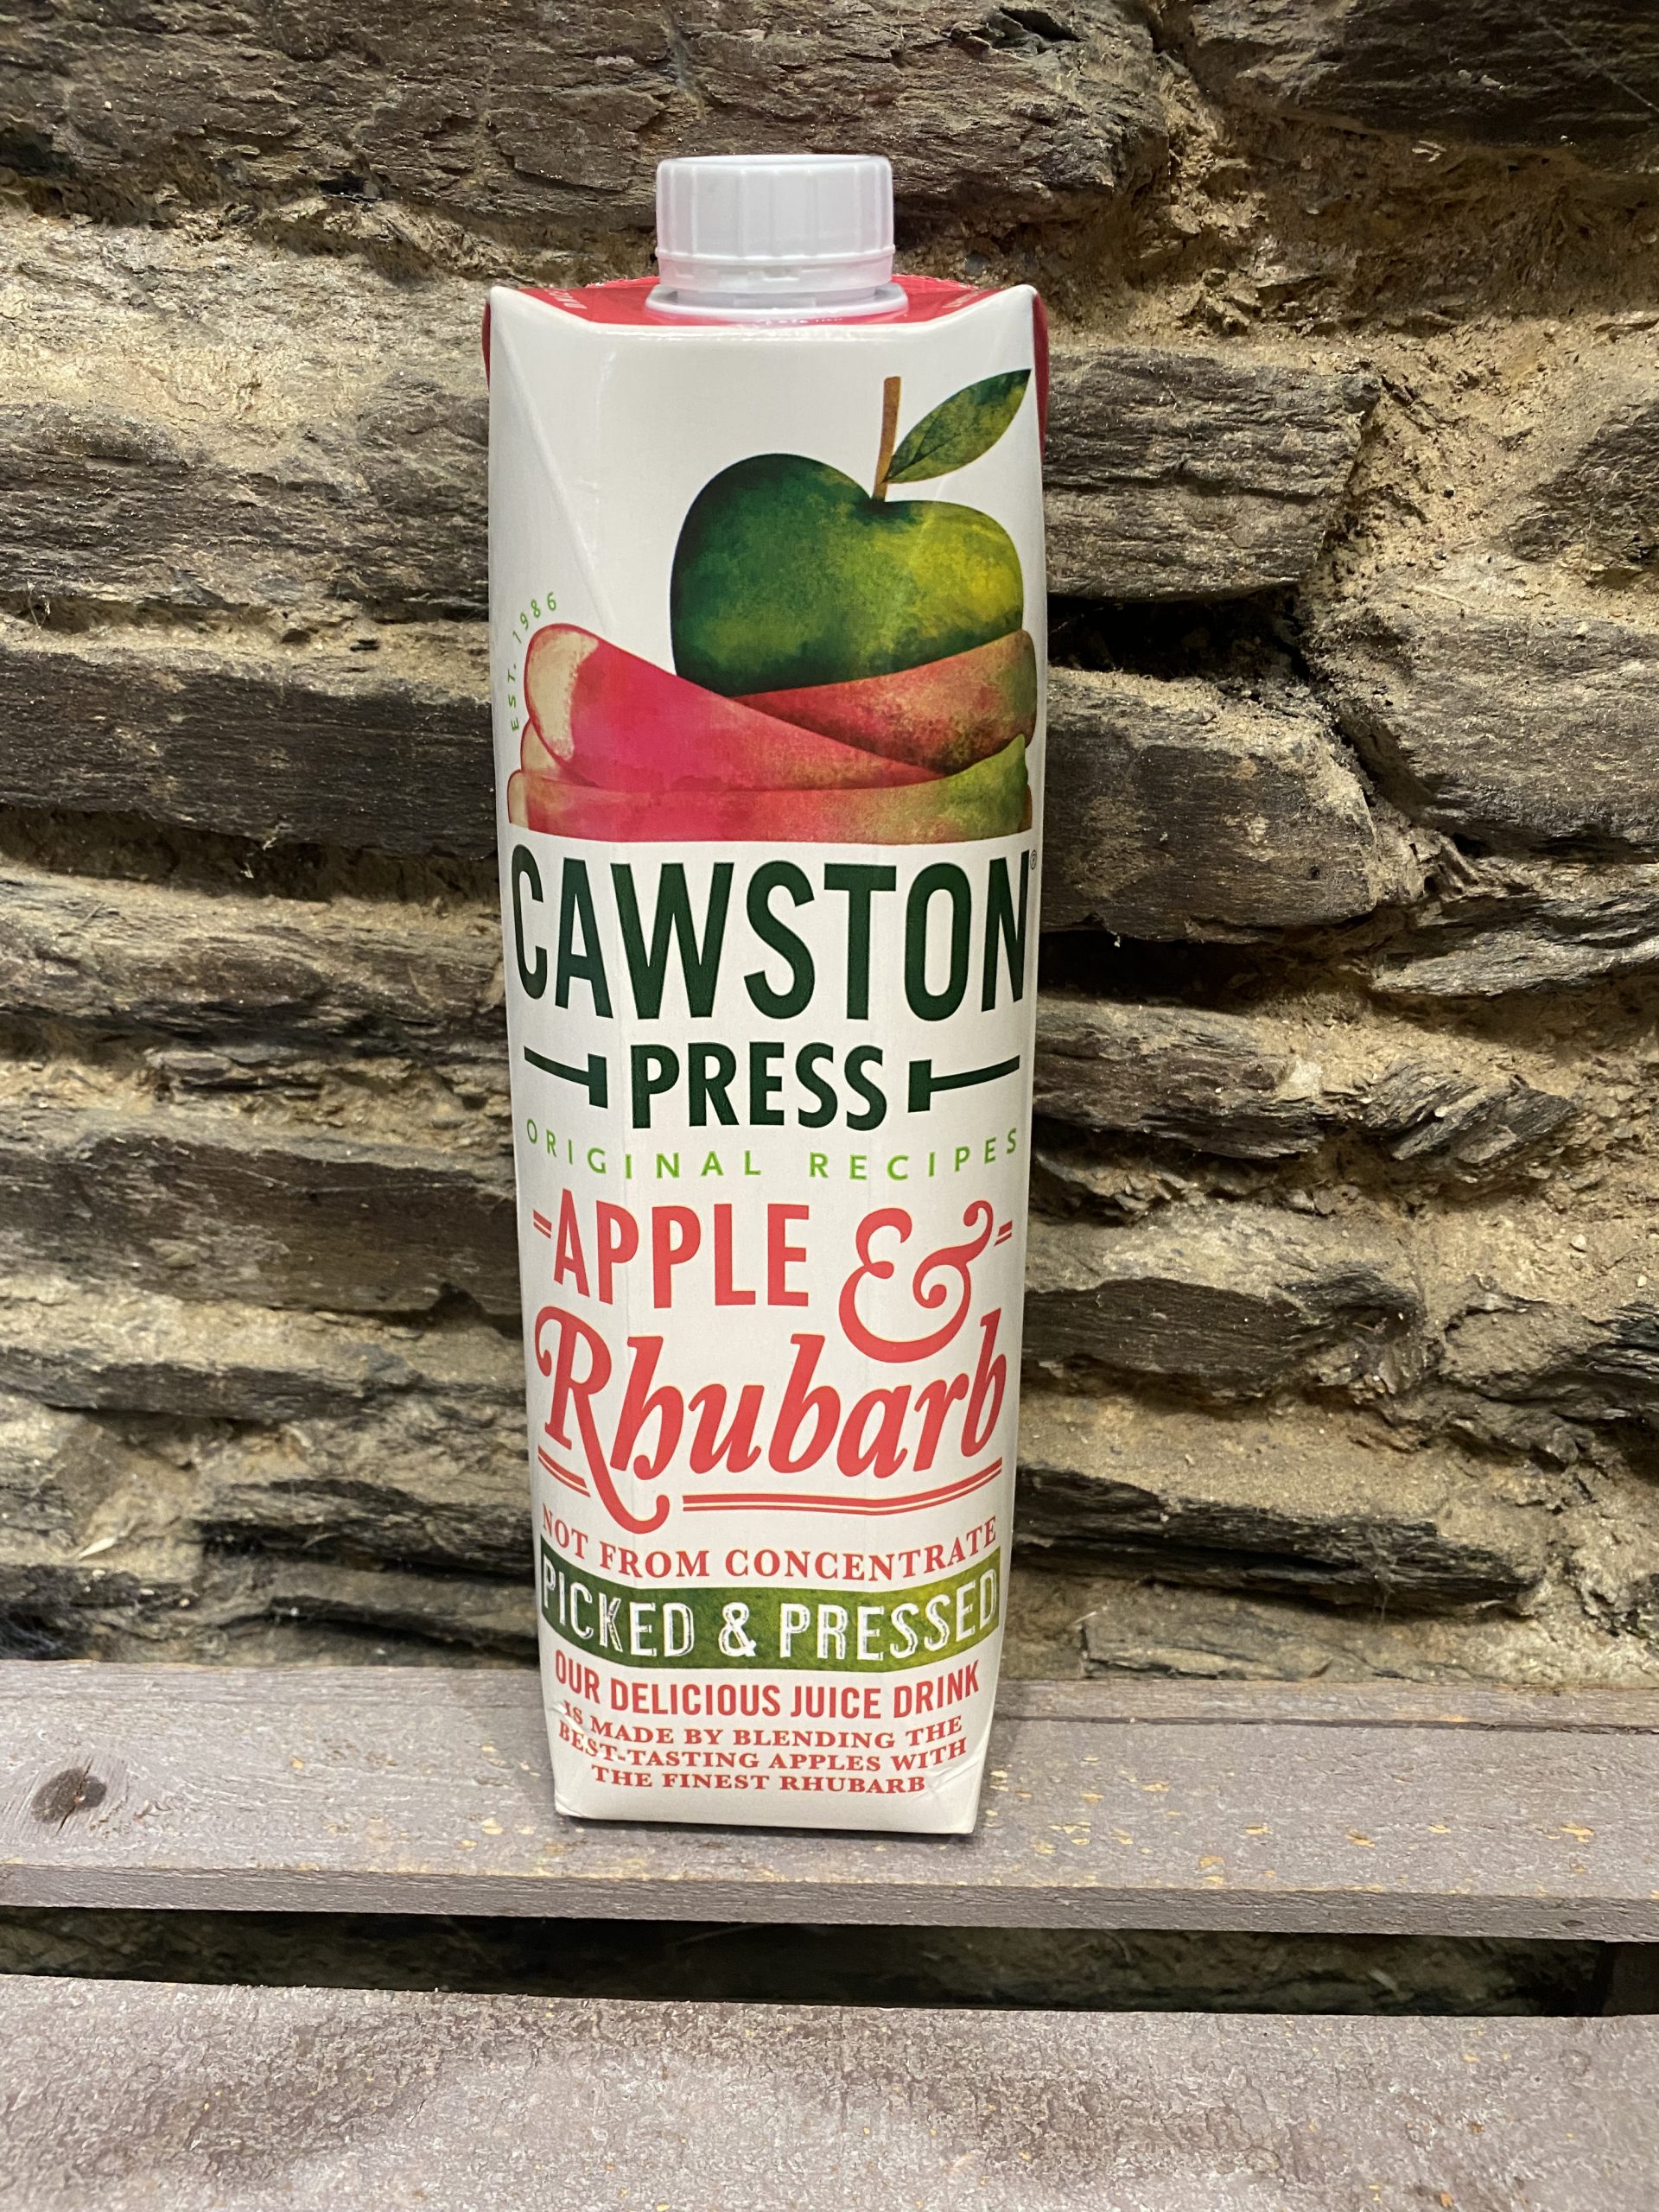 EST. 1986
CAWSTON®
PRESS
ORIGINAL RECIPES
APPLE &
Rhubarb
NOT FROM CONCENTRATE
PICKED & PRESSED
OUR DELICIOUS JUICE DRINK
IS MADE BY BLENDING THE
BEST-TASTING APPLES WITH
THE FINEST RHUBARB